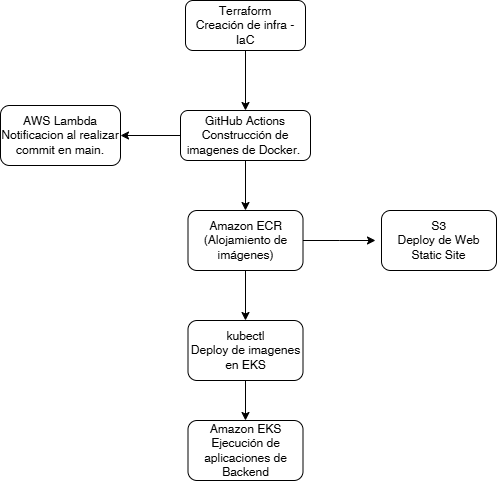 Terraform
Creación de infra -
IaC
AWS Lambda
Notificacion al realizar
commit en main.
GitHub Actions
Construcción de
imagenes de Docker.
Amazon ECR
(Alojamiento de
imágenes)
S3
Deploy de Web
Static Site
kubectl
Deploy de imagenes
en EKS
Amazon EKS
Ejecución de
aplicaciones de
Backend